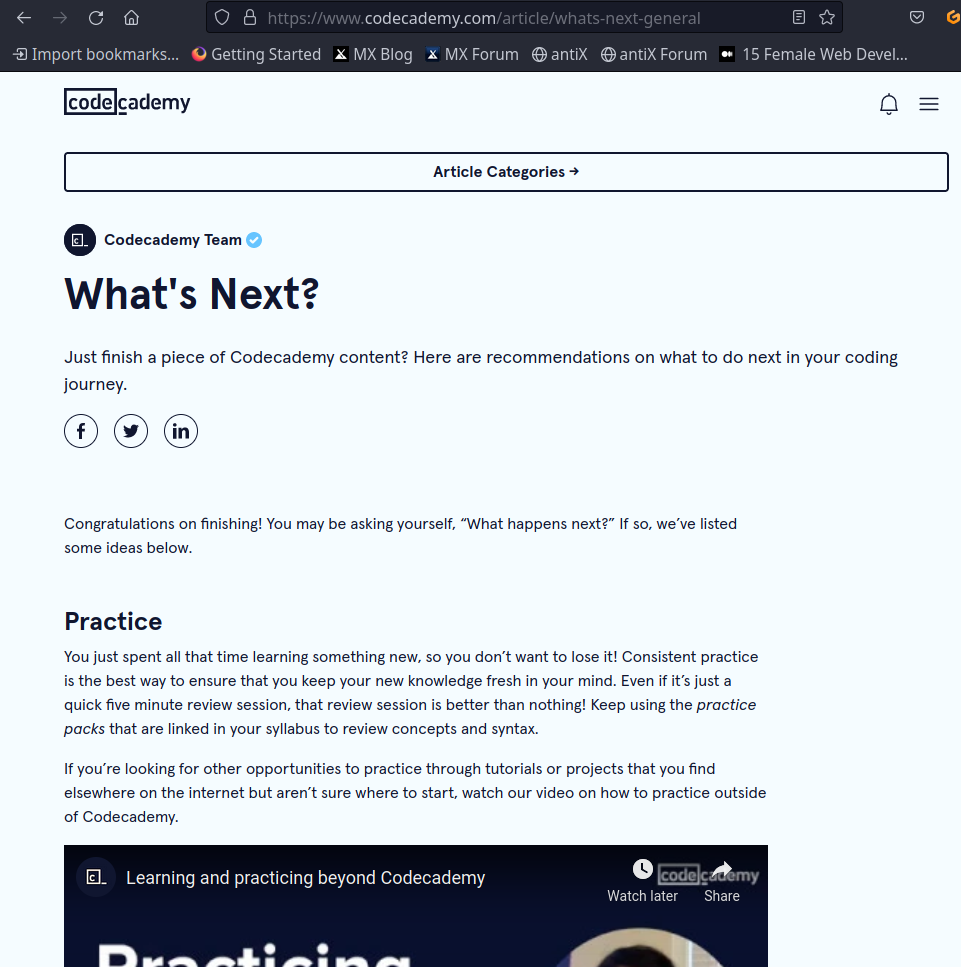 https://www.codecademy.com/article/whats-next-general
Import bookmarks... Getting Started MX Blog MX Forum antiX antiX Forum 15 Female Web Devel...
codecademy
Article Categories →
Codecademy Team
What's Next?
Just finish a piece of Codecademy content? Here are recommendations on what to do next in your coding
journey.
Congratulations on finishing! You may be asking yourself, “What happens next?” If so, we’ve listed
some ideas below.
Practice
You just spent all that time learning something new, so you don’t want to lose it! Consistent practice
is the best way to ensure that you keep your new knowledge fresh in your mind. Even if it’s just a
quick five minute review session, that review session is better than nothing! Keep using the practice
packs that are linked in your syllabus to review concepts and syntax.
If you’re looking for other opportunities to practice through tutorials or projects that you find
elsewhere on the internet but aren’t sure where to start, watch our video on how to practice outside
of Codecademy.
Learning and practicing beyond Codecademy
codecademy
Watch later Share
Practicing